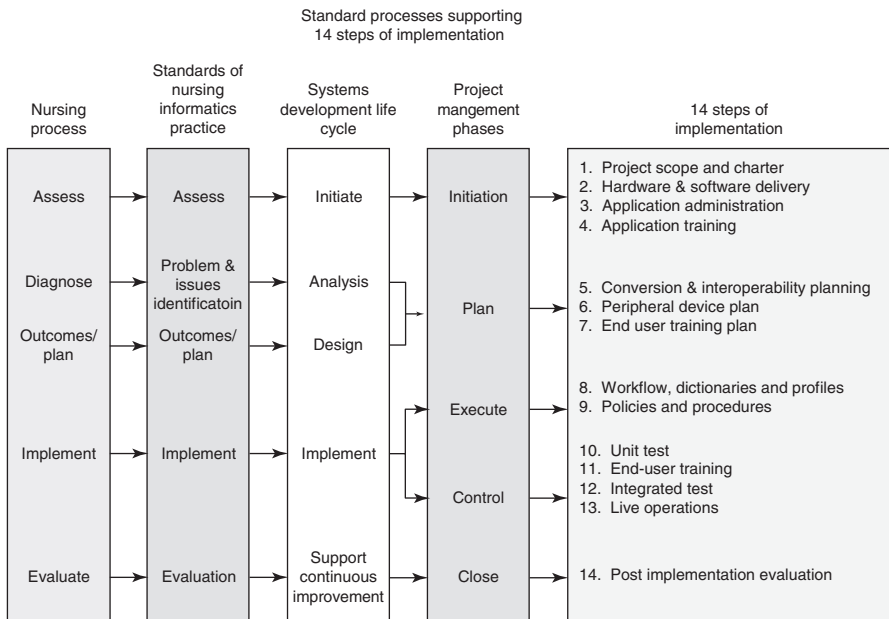 Standard processes supporting
14 steps of implementation
Nursing
process
Standards of
nursing
informatics
practice
Systems
development life
cycle
Project
mangement
phases
14 steps of
implementation
Assess
Assess
Initiate
Initiation
1. Project scope and charter
2. Hardware & software delivery
3. Application administration
4. Application training
Diagnose
Problem &
issues
identificatoin
Analysis
Outcomes/
plan
Outcomes/
plan
Design
Plan
5. Conversion & interoperability planning
6. Peripheral device plan
7. End user training plan
Implement
Implement
Implement
Execute
8. Workflow, dictionaries and profiles
9. Policies and procedures
Control
10. Unit test
11. End-user training
12. Integrated test
13. Live operations
Evaluate
Evaluation
Support
continuous
improvement
Close
14. Post implementation evaluation